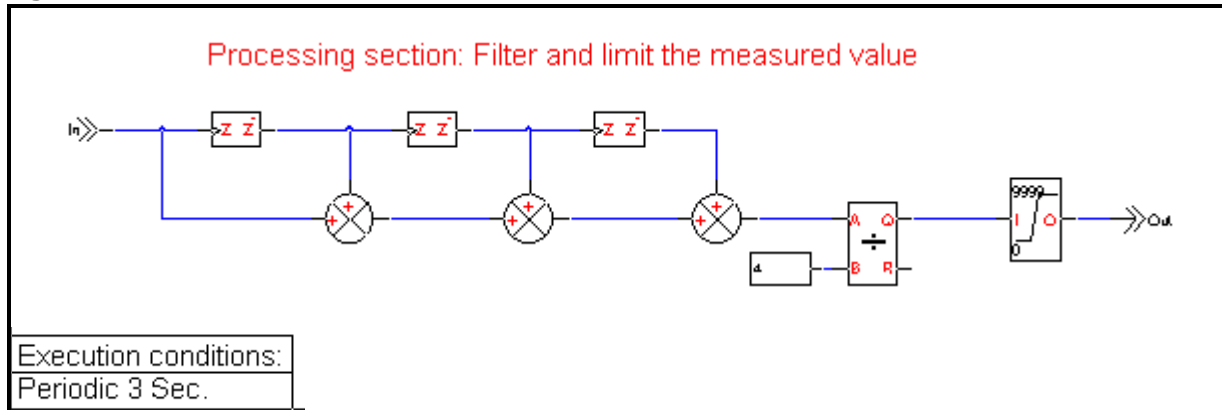 Processing section: Filter and limit the measured value
In
Z Z-
Z Z-
Z Z-
+
+
+
+
+
+
4
A Q
÷
B R
9999
I O
0
Out
Execution conditions:
Periodic 3 Sec.